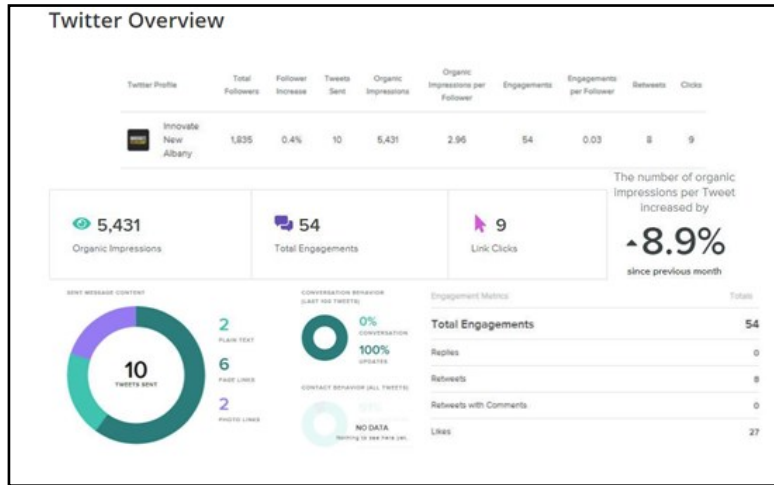 Twitter Overview
Twitter Profile
Total Followers
Follower Increase
Tweets Sent
Organic Impressions
Organic Impressions per Follower
Engagements
Engagements per Follower
Retweets
Clicks
Innovate New Albany
1,835
0.4%
10
5,431
2.96
54
0.03
8
9
The number of organic
impressions per Tweet
increased by
8.9%
since previous month
5,431
Organic Impressions
54
Total Engagements
9
Link Clicks
SENT MESSAGE CONTENT
10
TWEETS SENT
2
PLAIN TEXT
6
PAGE LINKS
2
PHOTO LINKS
CONVERSATION BEHAVIOR
(LAST 100 TWEETS)
0%
CONVERSATION
100%
UPDATES
CONTACT BEHAVIOR (ALL TWEETS)
NO DATA
Nothing to see here yet.
Engagement Metrics Totals
Total Engagements 54
Replies 0
Retweets 8
Retweets with Comments 0
Likes 27